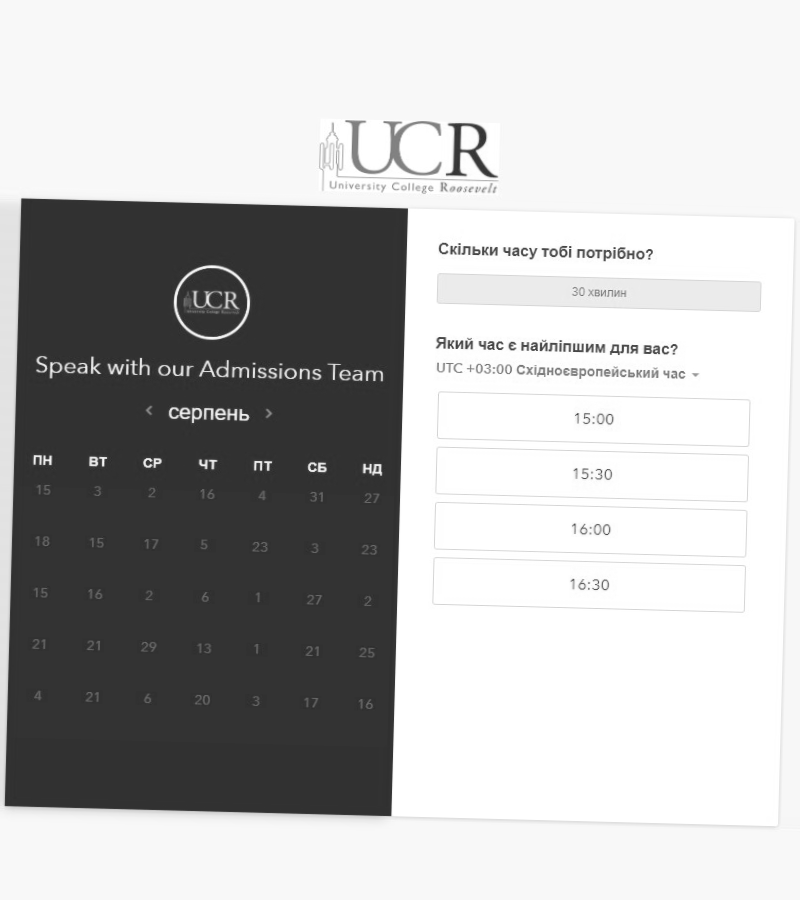 UCR
University College Roosevelt
UCR
Speak with our Admissions Team
серпень
ПН ВТ СР ЧТ ПТ СБ НД
15 3 2 16 4 31 27
18 15 17 5 23 3 23
15 16 2 6 1 27 2
21 21 29 13 1 21 25
4 21 6 20 3 17 16
Скільки часу тобі потрібно?
30 хвилин
Який час є найліпшим для вас?
UTC +03:00 Східноєвропейський час
15:00
15:30
16:00
16:30